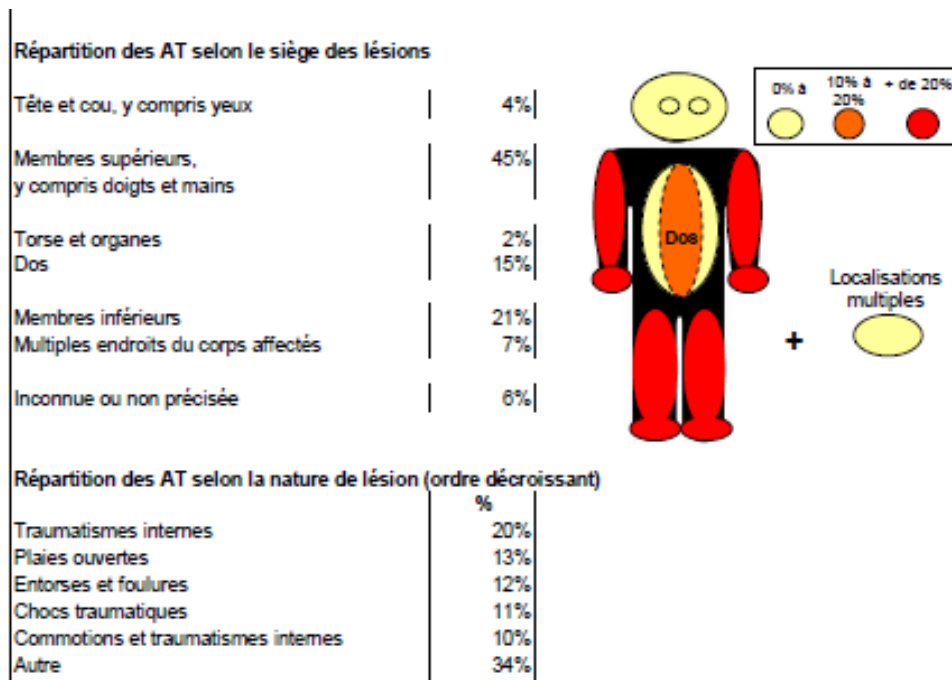 Répartition des AT selon le siège des lésions
0% à 10% à 20% + de 20%
Tête et cou, y compris yeux 4%
Membres supérieurs, 45%
y compris doigts et mains
Torse et organes 2%
Dos 15%
Dos
Localisations
multiples
+
Membres inférieurs 21%
Multiples endroits du corps affectés 7%
Inconnue ou non précisée 6%
Répartition des AT selon la nature de lésion (ordre décroissant)
%
Traumatismes internes 20%
Plaies ouvertes 13%
Entorses et foulures 12%
Chocs traumatiques 11%
Commotions et traumatismes internes 10%
Autre 34%